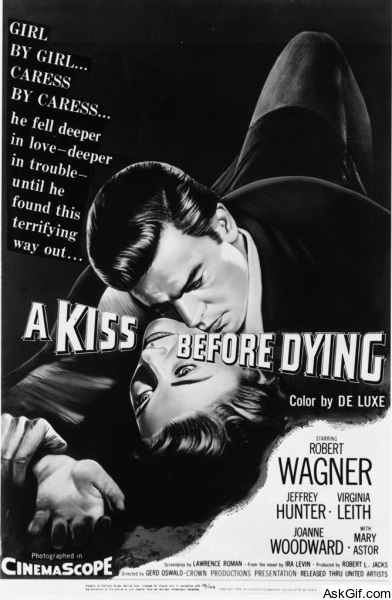 GIRL
BY GIRL...
CARESS
BY CARESS...
he fell deeper
in love—deeper
in trouble—
until he
found this
terrifying
way out...
A KISS BEFORE DYING
Color by DE LUXE
STARRING
ROBERT
WAGNER
JEFFREY HUNTER · VIRGINIA LEITH
JOANNE WOODWARD · WITH MARY ASTOR
Photographed in
CINEMASCOPE
Screenplay by LAWRENCE ROMAN · From the novel by IRA LEVIN · Produced by ROBERT L. JACKS
Directed by GERD OSWALD · CROWN PRODUCTIONS PRESENTATION · RELEASED THRU UNITED ARTISTS
AskGif.com